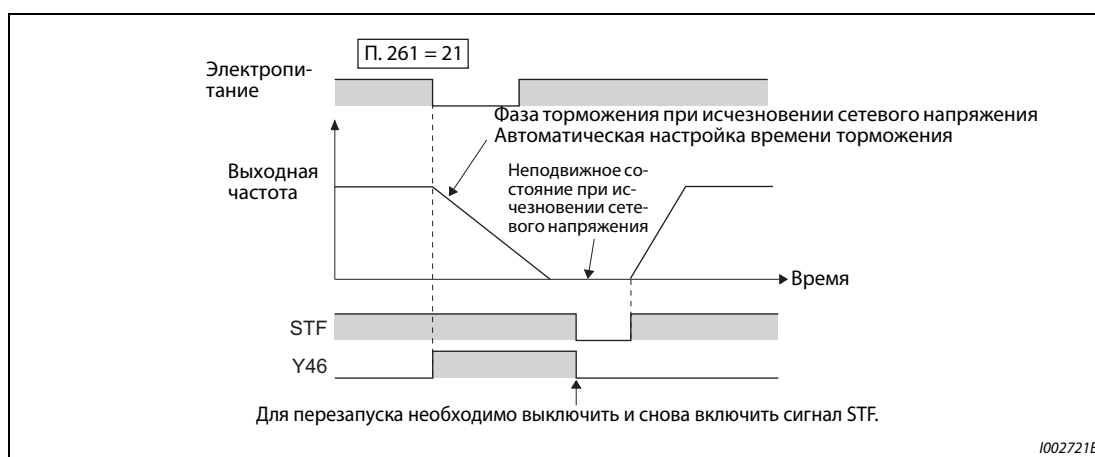 П. 261 = 21
Электропи-
тание
Фаза торможения при исчезновении сетевого напряжения
Автоматическая настройка времени торможения
Выходная
частота
Неподвижное со-
стояние при ис-
чезновении сете-
вого напряжения
Время
STF
Y46
Для перезапуска необходимо выключить и снова включить сигнал STF.
I002721E